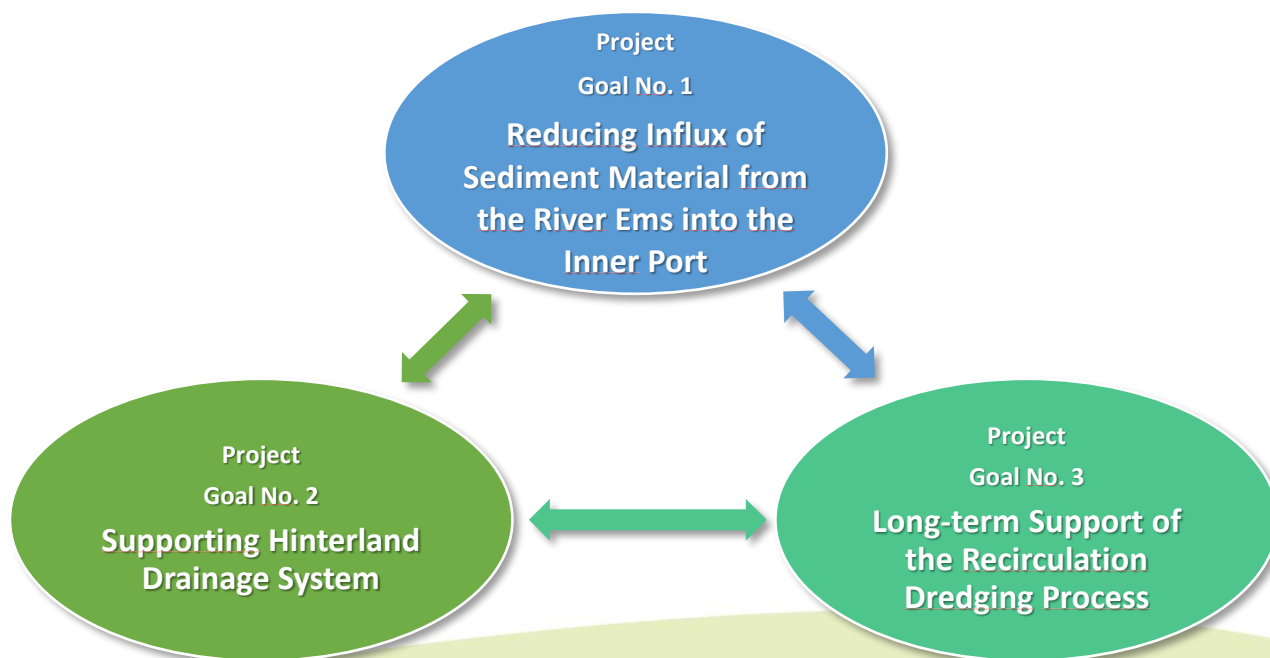 Project
Goal No. 1
Reducing Influx of
Sediment Material from
the River Ems into the
Inner Port
Project
Goal No. 2
Supporting Hinterland
Drainage System
Project
Goal No. 3
Long-term Support of
the Recirculation
Dredging Process